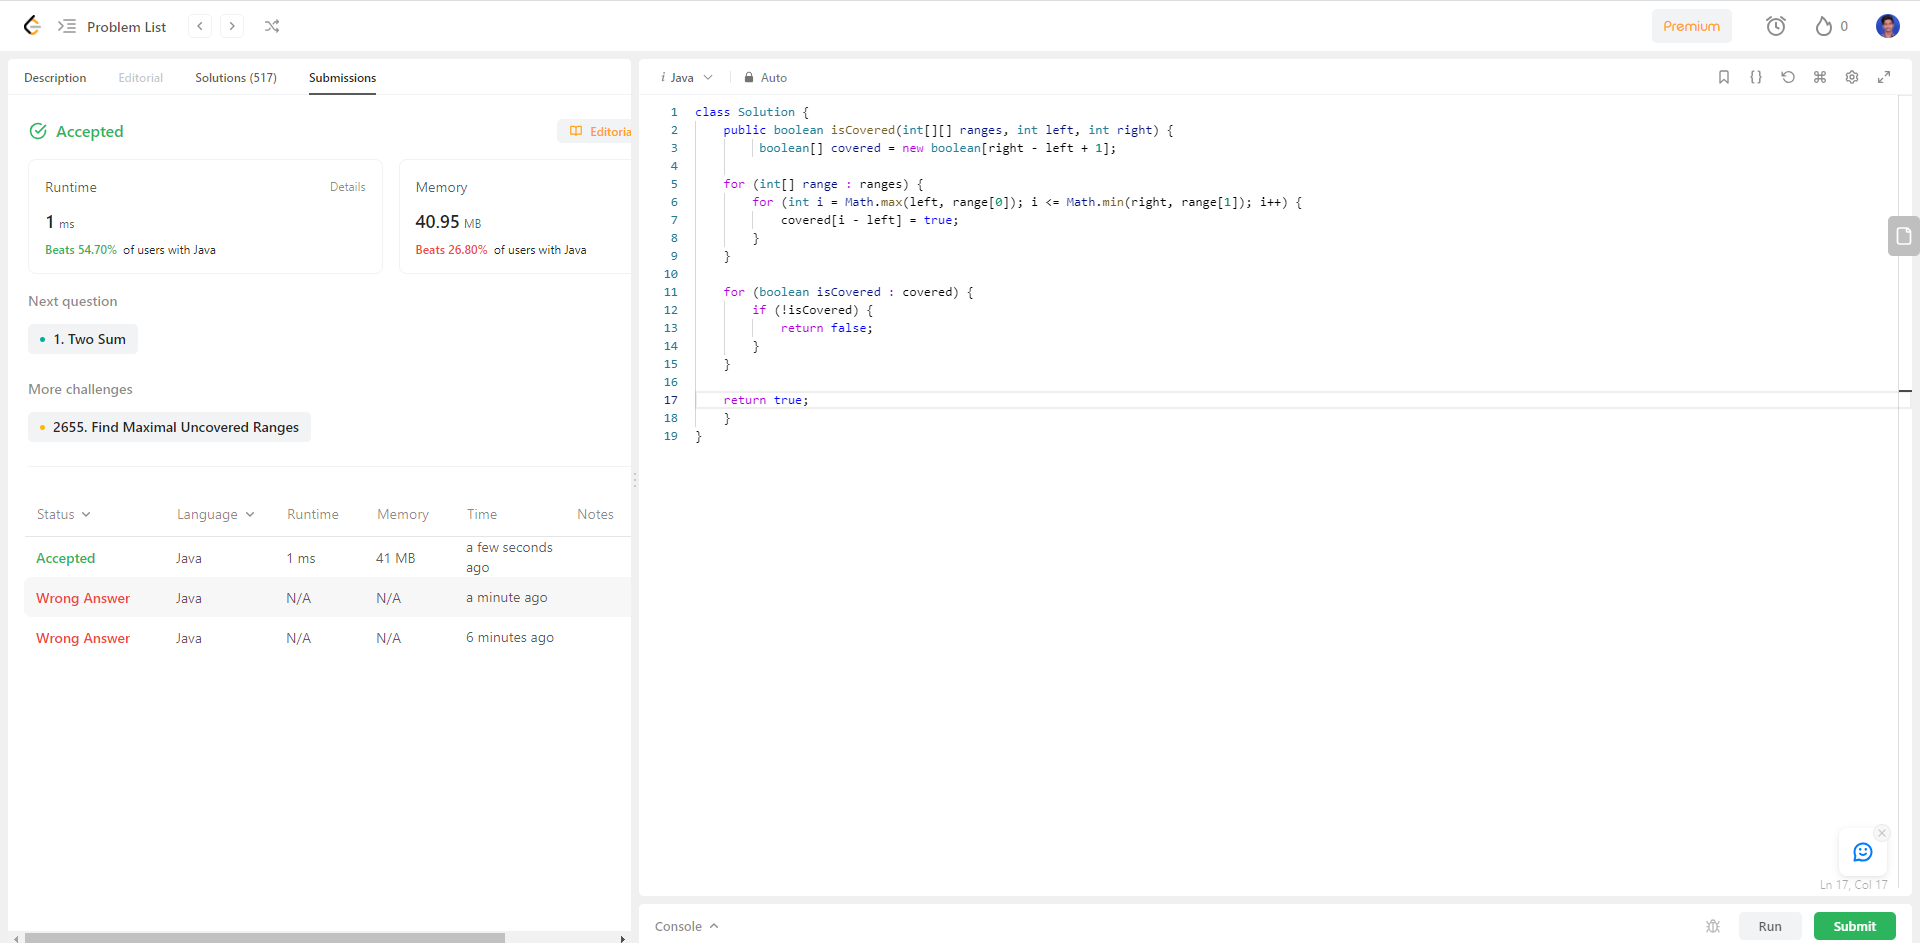 Problem List
Premium
0
Description Editorial Solutions (517) Submissions
Accepted
Editoria
Runtime Details
1 ms
Beats 54.70% of users with Java
Memory
40.95 MB
Beats 26.80% of users with Java
Next question
1. Two Sum
More challenges
2655. Find Maximal Uncovered Ranges
Status Language Runtime Memory Time Notes
Accepted Java 1 ms 41 MB a few seconds ago
Wrong Answer Java N/A N/A a minute ago
Wrong Answer Java N/A N/A 6 minutes ago
i Java Auto
1 class Solution {
2 public boolean isCovered(int[][] ranges, int left, int right) {
3 boolean[] covered = new boolean[right - left + 1];
4
5 for (int[] range : ranges) {
6 for (int i = Math.max(left, range[0]); i <= Math.min(right, range[1]); i++) {
7 covered[i - left] = true;
8 }
9 }
10
11 for (boolean isCovered : covered) {
12 if (!isCovered) {
13 return false;
14 }
15 }
16
17 return true;
18 }
19 }
Ln 17, Col 17
Console
Run
Submit